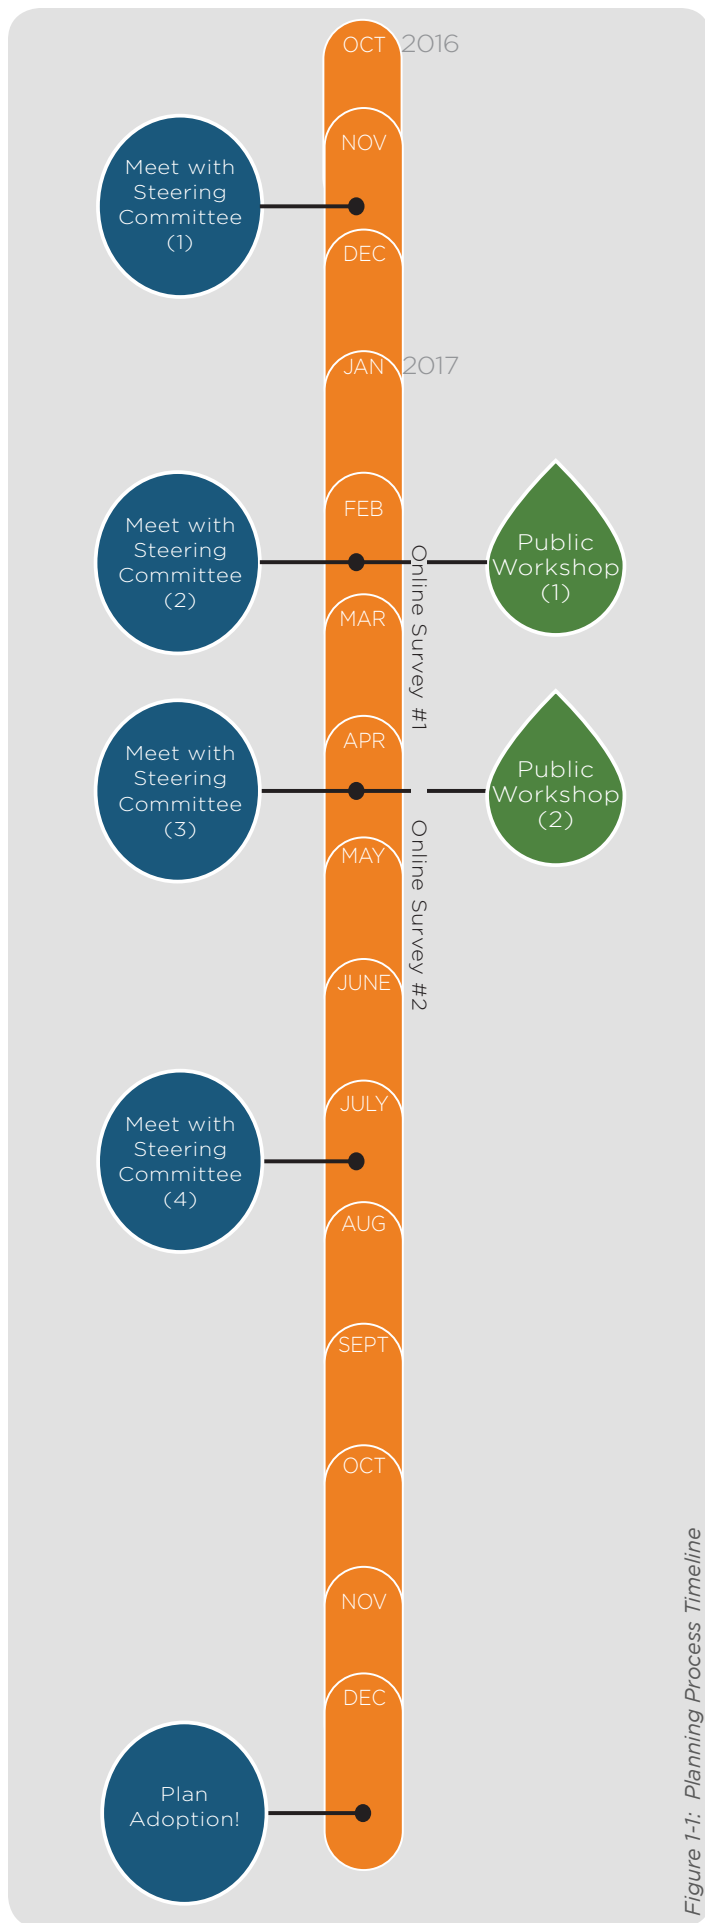 OCT 2016
NOV
Meet with
Steering
Committee
(1)
DEC
JAN 2017
FEB
Meet with
Steering
Committee
(2)
Public
Workshop
(1)
Online Survey #1
MAR
APR
Meet with
Steering
Committee
(3)
Public
Workshop
(2)
Online Survey #2
MAY
JUNE
JULY
Meet with
Steering
Committee
(4)
AUG
SEPT
OCT
NOV
DEC
Plan
Adoption!
Figure 1-1: Planning Process Timeline